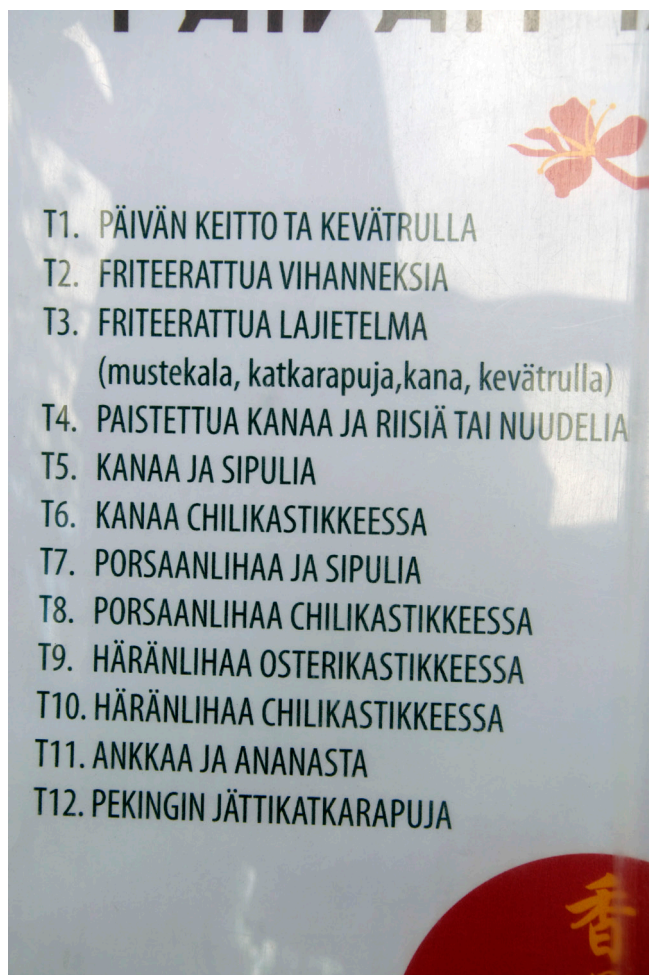 T1. PÄIVÄN KEITTO TA KEVÄTRULLA
T2. FRITEERATTUA VIHANNEKSIA
T3. FRITEERATTUA LAJIETELMA
(mustekala, katkarapuja,kana, kevätrulla)
T4. PAISTETTUA KANAA JA RIISIÄ TAI NUUDELIA
T5. KANAA JA SIPULIA
T6. KANAA CHILIKASTIKKEESSA
T7. PORSAANLIHAA JA SIPULIA
T8. PORSAANLIHAA CHILIKASTIKKEESSA
T9. HÄRÄNLIHAA OSTERIKASTIKKEESSA
T10. HÄRÄNLIHAA CHILIKASTIKKEESSA
T11. ANKKAA JA ANANASTA
T12. PEKINGIN JÄTTIKATKARAPUJA
香